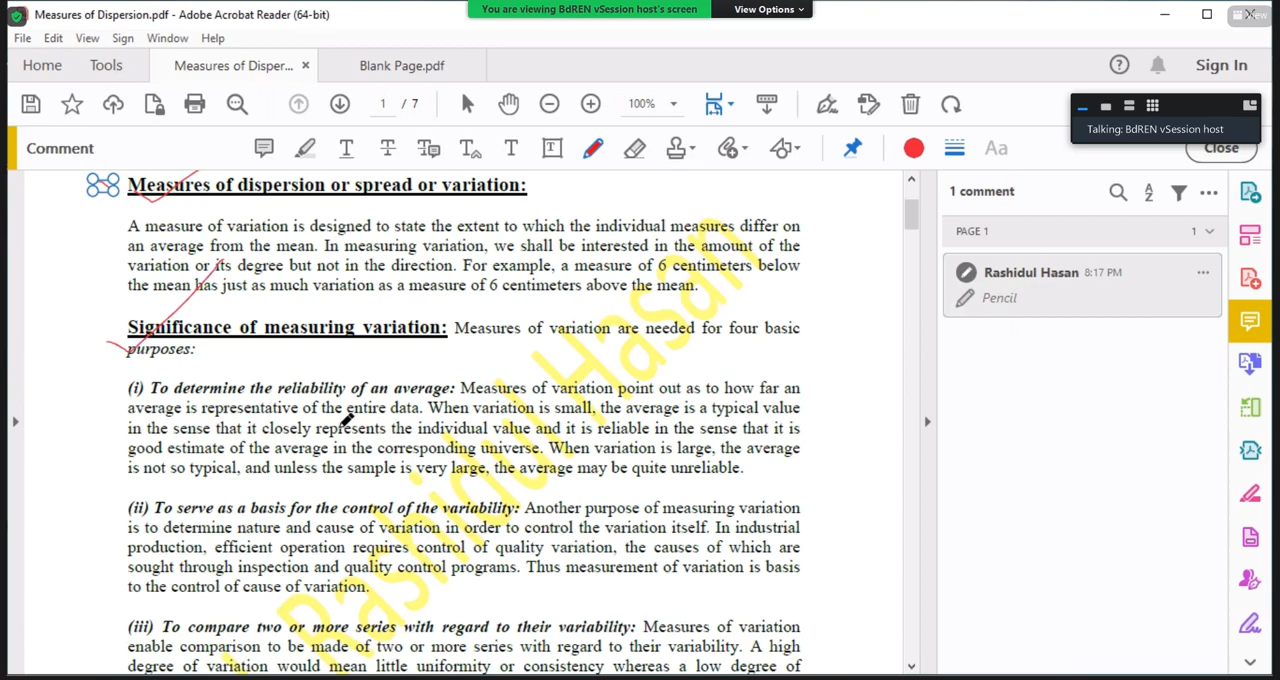 Measures of Dispersion.pdf - Adobe Acrobat Reader (64-bit)
You are viewing BdREN vSession host's screen
View Options
View
File Edit View Sign Window Help
Home Tools Measures of Disper... × Blank Page.pdf Sign In
1 / 7 100%
Talking: BdREN vSession host
Comment
Close
Measures of dispersion or spread or variation:
A measure of variation is designed to state the extent to which the individual measures differ on
an average from the mean. In measuring variation, we shall be interested in the amount of the
variation or its degree but not in the direction. For example, a measure of 6 centimeters below
the mean has just as much variation as a measure of 6 centimeters above the mean.
Significance of measuring variation: Measures of variation are needed for four basic
purposes:
(i) To determine the reliability of an average: Measures of variation point out as to how far an
average is representative of the entire data. When variation is small, the average is a typical value
in the sense that it closely represents the individual value and it is reliable in the sense that it is
good estimate of the average in the corresponding universe. When variation is large, the average
is not so typical, and unless the sample is very large, the average may be quite unreliable.
(ii) To serve as a basis for the control of the variability: Another purpose of measuring variation
is to determine nature and cause of variation in order to control the variation itself. In industrial
production, efficient operation requires control of quality variation, the causes of which are
sought through inspection and quality control programs. Thus measurement of variation is basis
to the control of cause of variation.
(iii) To compare two or more series with regard to their variability: Measures of variation
enable comparison to be made of two or more series with regard to their variability. A high
degree of variation would mean little uniformity or consistency whereas a low degree of
Rashidul Hasan
1 comment
PAGE 1 1
Rashidul Hasan 8:17 PM
Pencil